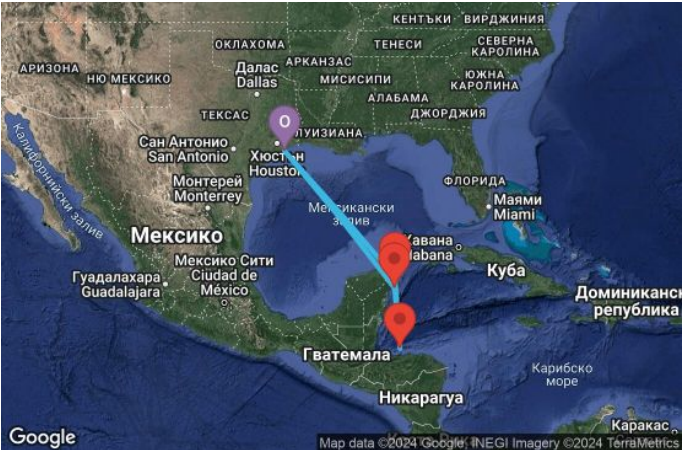 КЕНТЪКИ
ВИРДЖИНИЯ
ОКЛАХОМА
ТЕНЕСИ
СЕВЕРНА
КАРОЛИНА
АРИЗОНА
НЮ МЕКСИКО
Далас
Dallas
АРКАНЗАС
МИСИСИПИ
ЮЖНА
КАРОЛИНА
АЛАБАМА
ДЖОРДЖИЯ
ТЕКСАС
O
ЛУИЗИАНА
Сан Антонио
San Antonio
Хюстън
Houston
Калифорнийски залив
Монтерей
Monterrey
ФЛОРИДА
Маями
Miami
Мексикански
залив
Мексико
Хавана
Habana
Мексико Сити
Ciudad de
México
Куба
Гуадалахара
Guadalajara
Доминиканск
република
Гватемала
Карибско
море
Никарагуа
Каракас
Google
Map data ©2024 Google, INEGI Imagery ©2024 TerraMetrics